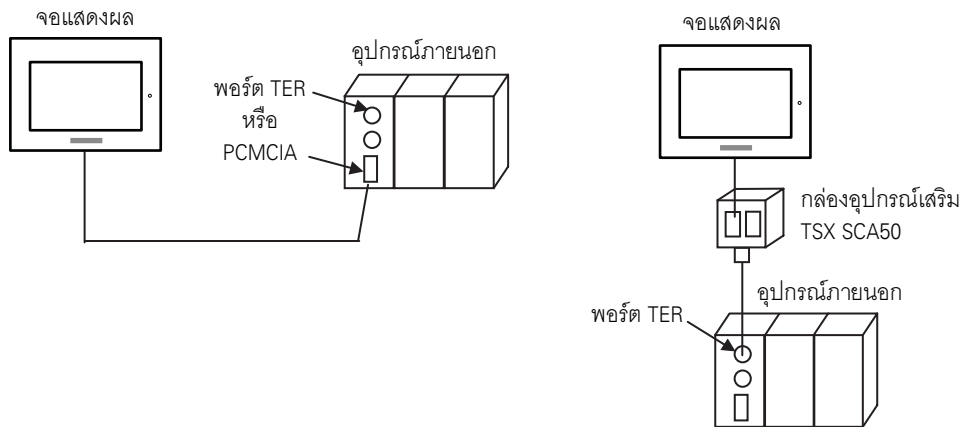 จอแสดงผล
อุปกรณ์ภายนอก
พอร์ต TER
หรือ
PCMCIA
จอแสดงผล
กล่องอุปกรณ์เสริม
TSX SCA50
อุปกรณ์ภายนอก
พอร์ต TER